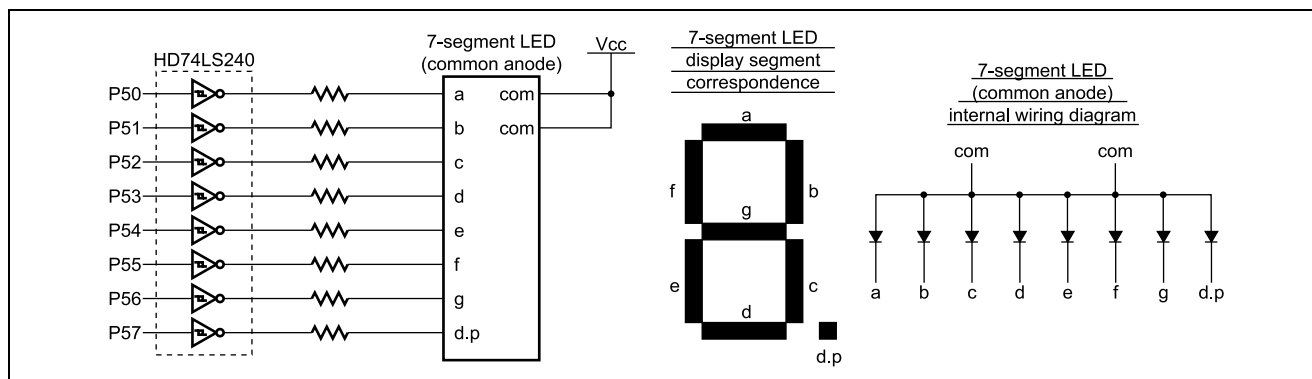 7-segment LED
(common anode)
Vcc
HD74LS240
P50
a
com
P51
b
com
P52
c
P53
d
P54
e
P55
f
P56
g
P57
d.p
7-segment LED
display segment
correspondence
a
f
b
g
e
c
d
d.p
7-segment LED
(common anode)
internal wiring diagram
com
com
a b c d e f g d.p